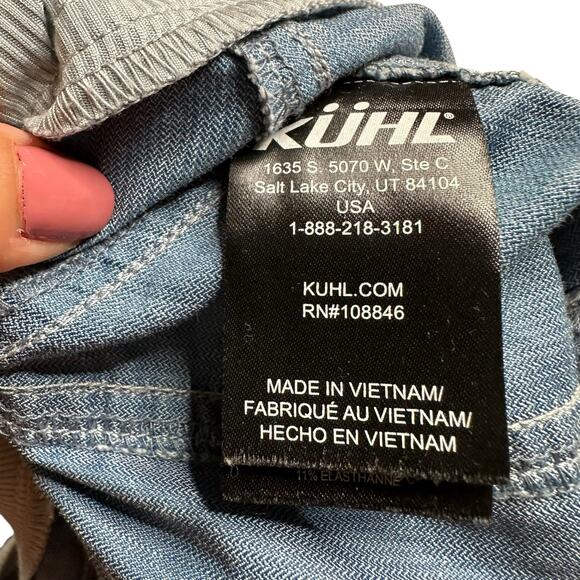 KÜHL®
1635 S. 5070 W, Ste C
Salt Lake City, UT 84104
USA
1-888-218-3181
KUHL.COM
RN#108846
MADE IN VIETNAM/
FABRIQUÉ AU VIETNAM/
HECHO EN VIETNAM
11% ELASTHANNE